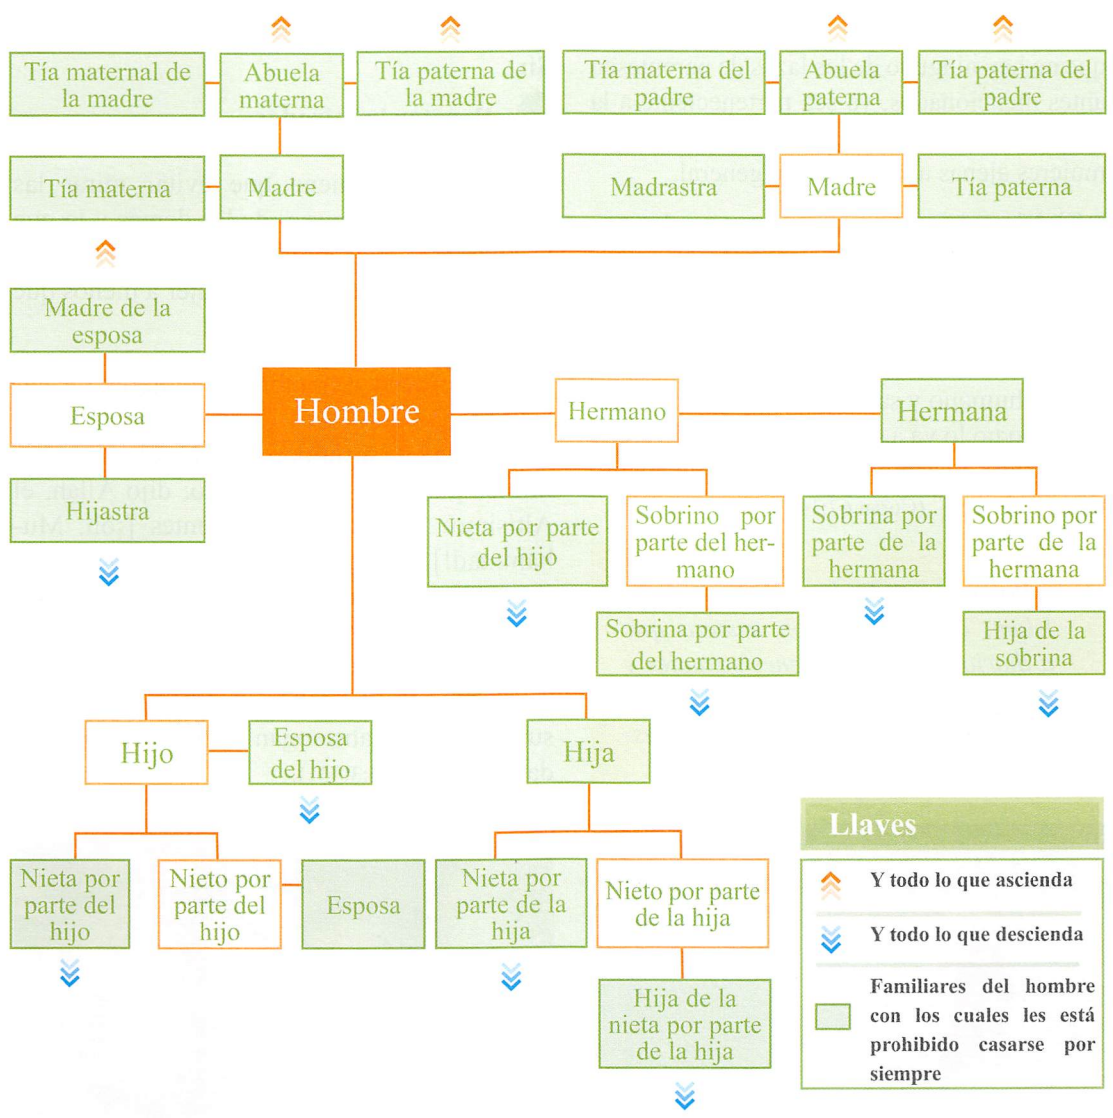 Tía maternal de
la madre
Abuela
materna
Tía paterna de
la madre
Tía materna del
padre
Abuela
paterna
Tía paterna del
padre
Tía materna
Madre
Madrastra
Madre
Tía paterna
Madre de la
esposa
Esposa
Hijastra
Hombre
Hermano
Hermana
Nieta por parte
del hijo
Sobrino por
parte del her-
mano
Sobrina por parte
del hermano
Sobrina por
parte de la
hermana
Sobrino por
parte de la
hermana
Hija de la
sobrina
Hijo
Esposa
del hijo
Hija
Nieta por
parte del
hijo
Nieto por
parte del
hijo
Esposa
Nieta por
parte de la
hija
Nieto por parte
de la hija
Hija de la
nieta por parte
de la hija
Llaves
Y todo lo que ascienda
Y todo lo que descienda
Familiares del hombre
con los cuales les está
prohibido casarse por
siempre